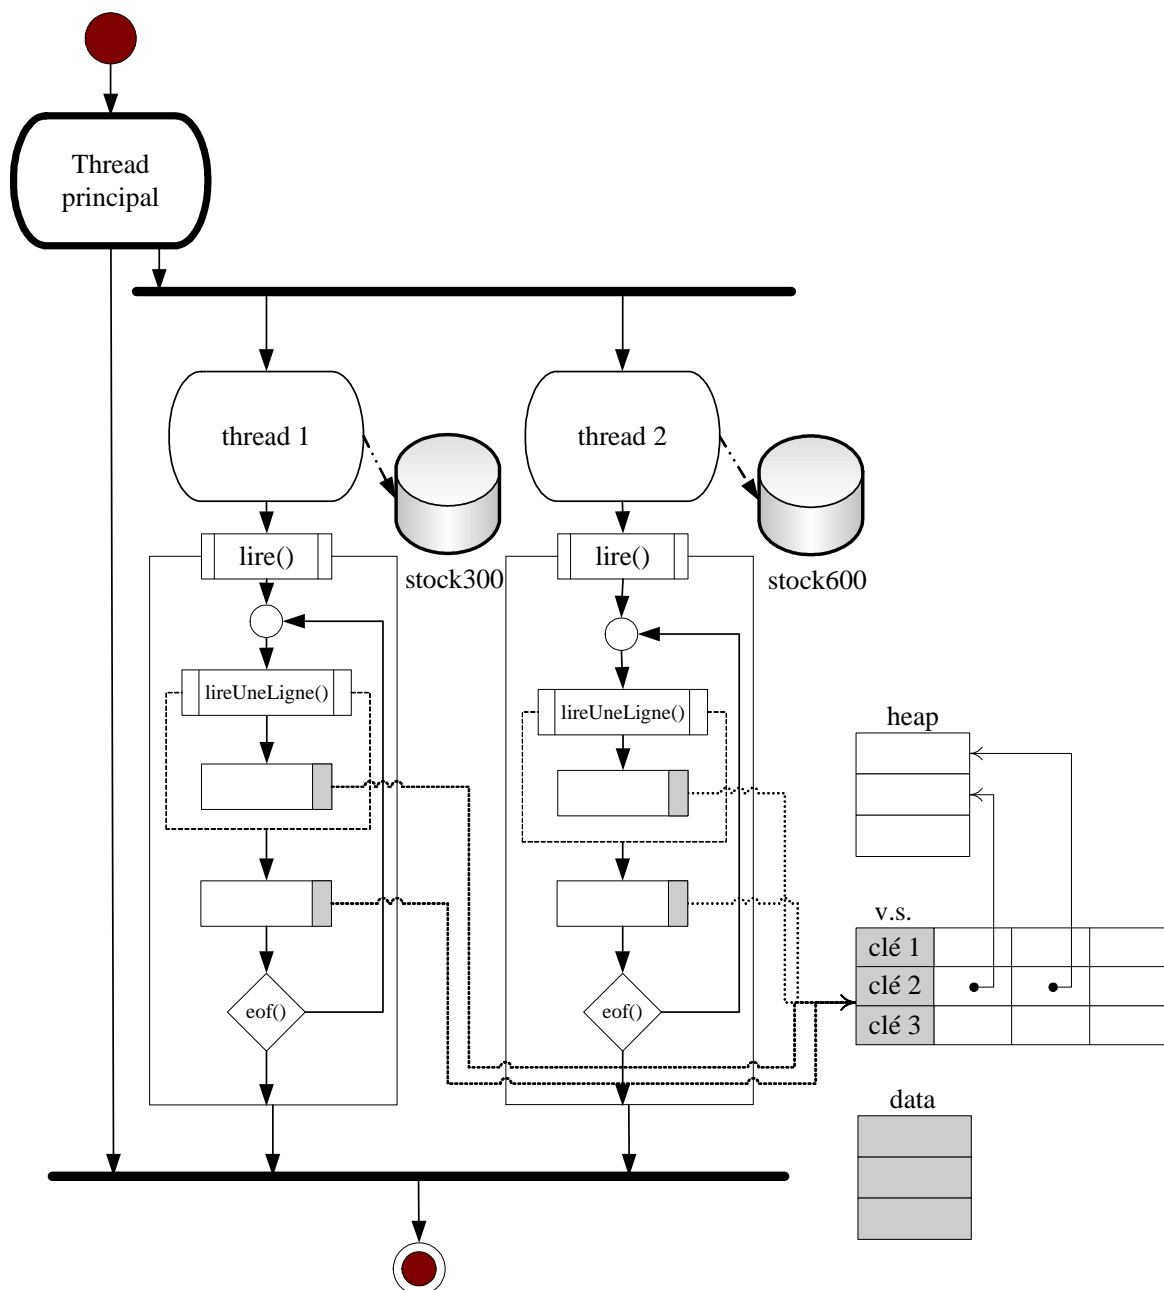 Thread
principal
thread 1
thread 2
stock300
stock600
lire()
lire()
lireUneLigne()
lireUneLigne()
eof()
eof()
heap
v.s.
clé 1
clé 2
clé 3
data